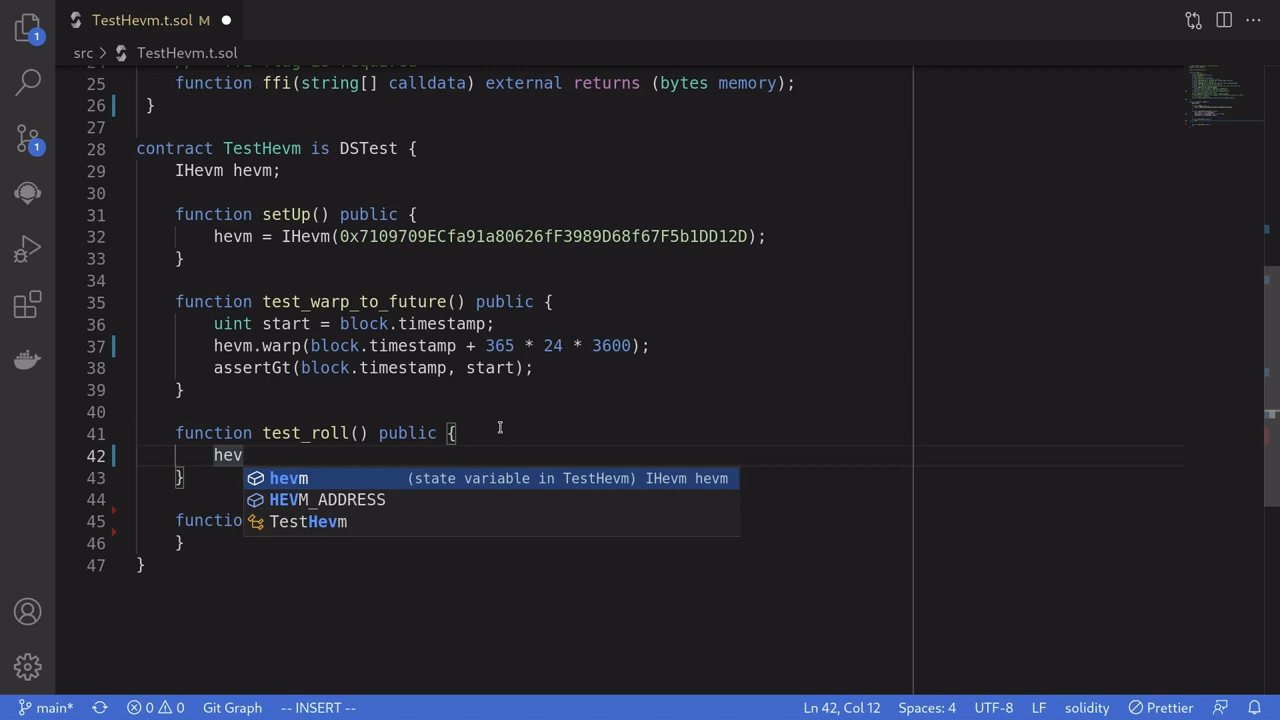 TestHevm.t.sol M
src > TestHevm.t.sol
25 function ffi(string[] calldata) external returns (bytes memory);
26 }
27
28 contract TestHevm is DSTest {
29 IHevm hevm;
30
31 function setUp() public {
32 hevm = IHevm(0x7109709ECfa91a80626fF3989D68f67F5b1DD12D);
33 }
34
35 function test_warp_to_future() public {
36 uint start = block.timestamp;
37 hevm.warp(block.timestamp + 365 * 24 * 3600);
38 assertGt(block.timestamp, start);
39 }
40
41 function test_roll() public {
42 hev
hevm (state variable in TestHevm) IHevm hevm
43 }
44 HEVM_ADDRESS
45 functio TestHevm
46 }
47 }
1
1
main* 0 0 Git Graph -- INSERT -- Ln 42, Col 12 Spaces: 4 UTF-8 LF solidity Prettier